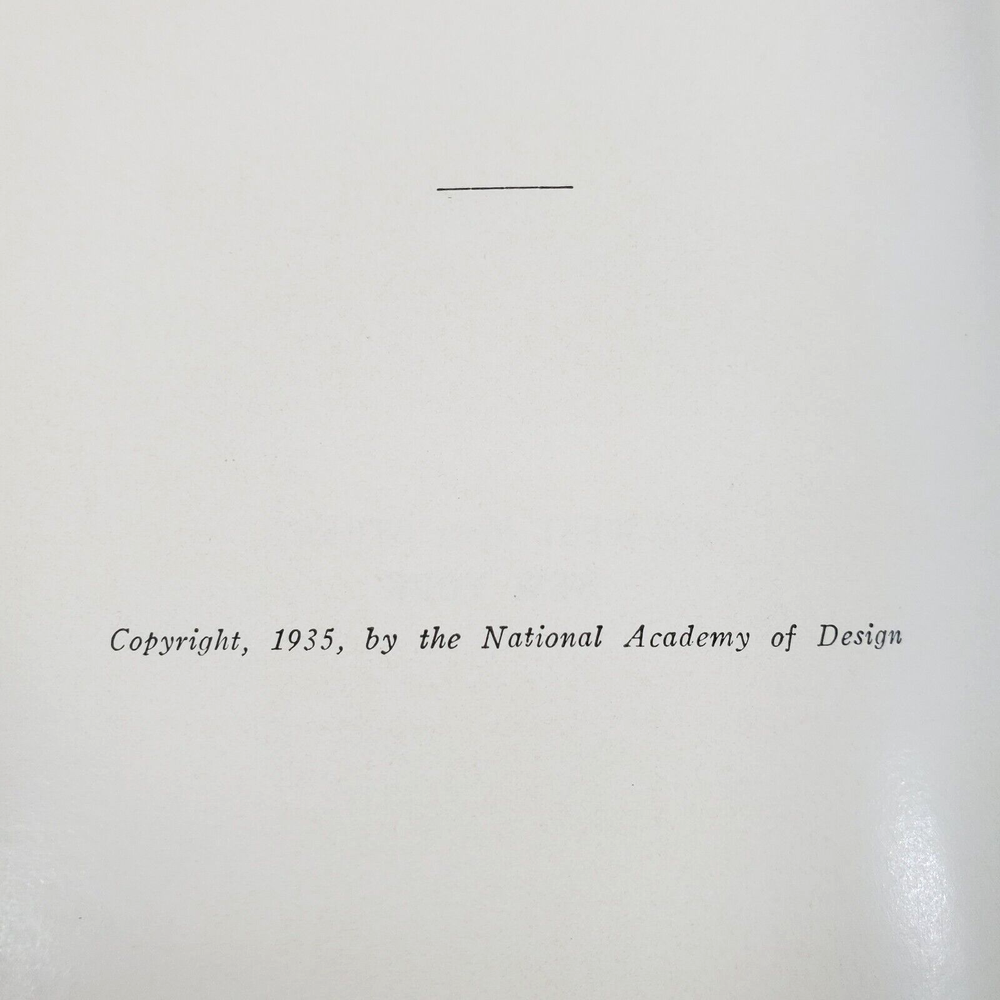 Copyright, 1935, by the National Academy of Design